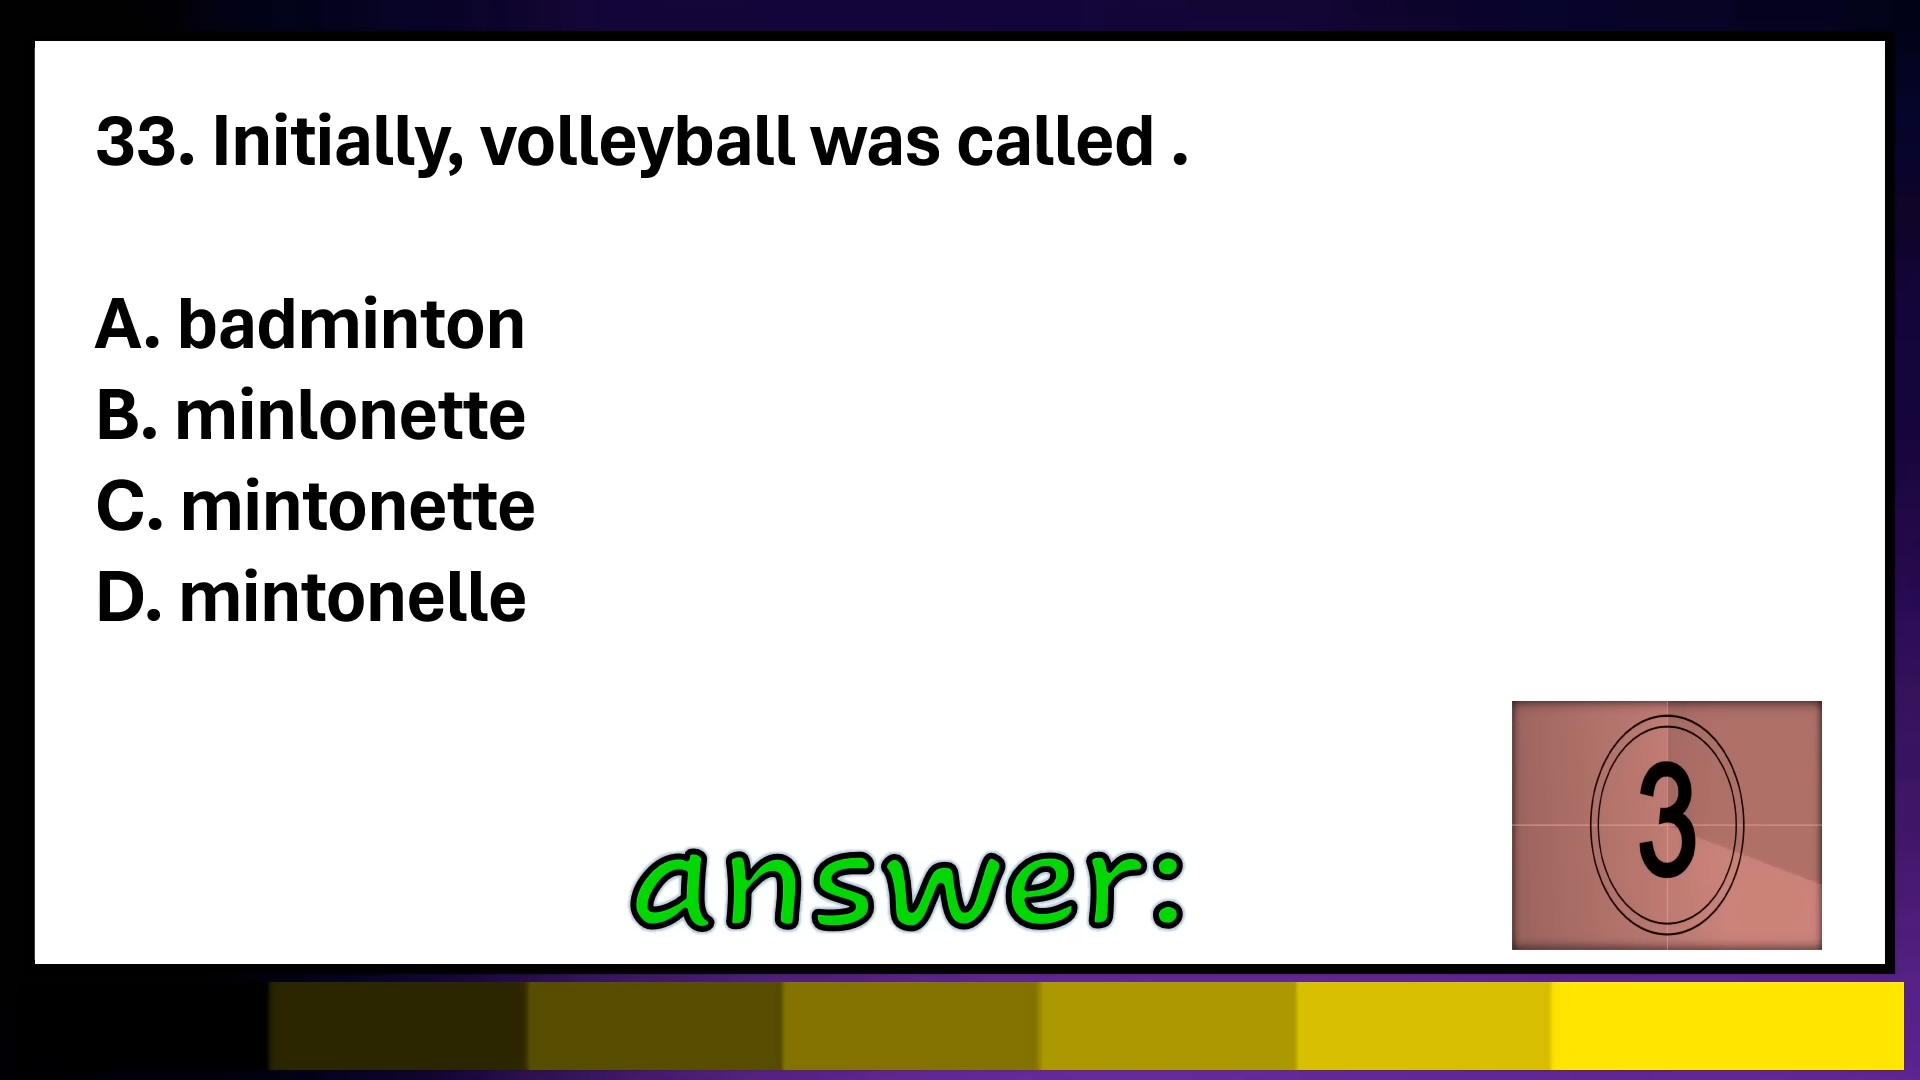 33. Initially, volleyball was called .
A. badminton
B. minlonette
C. mintonette
D. mintonelle
answer:
3